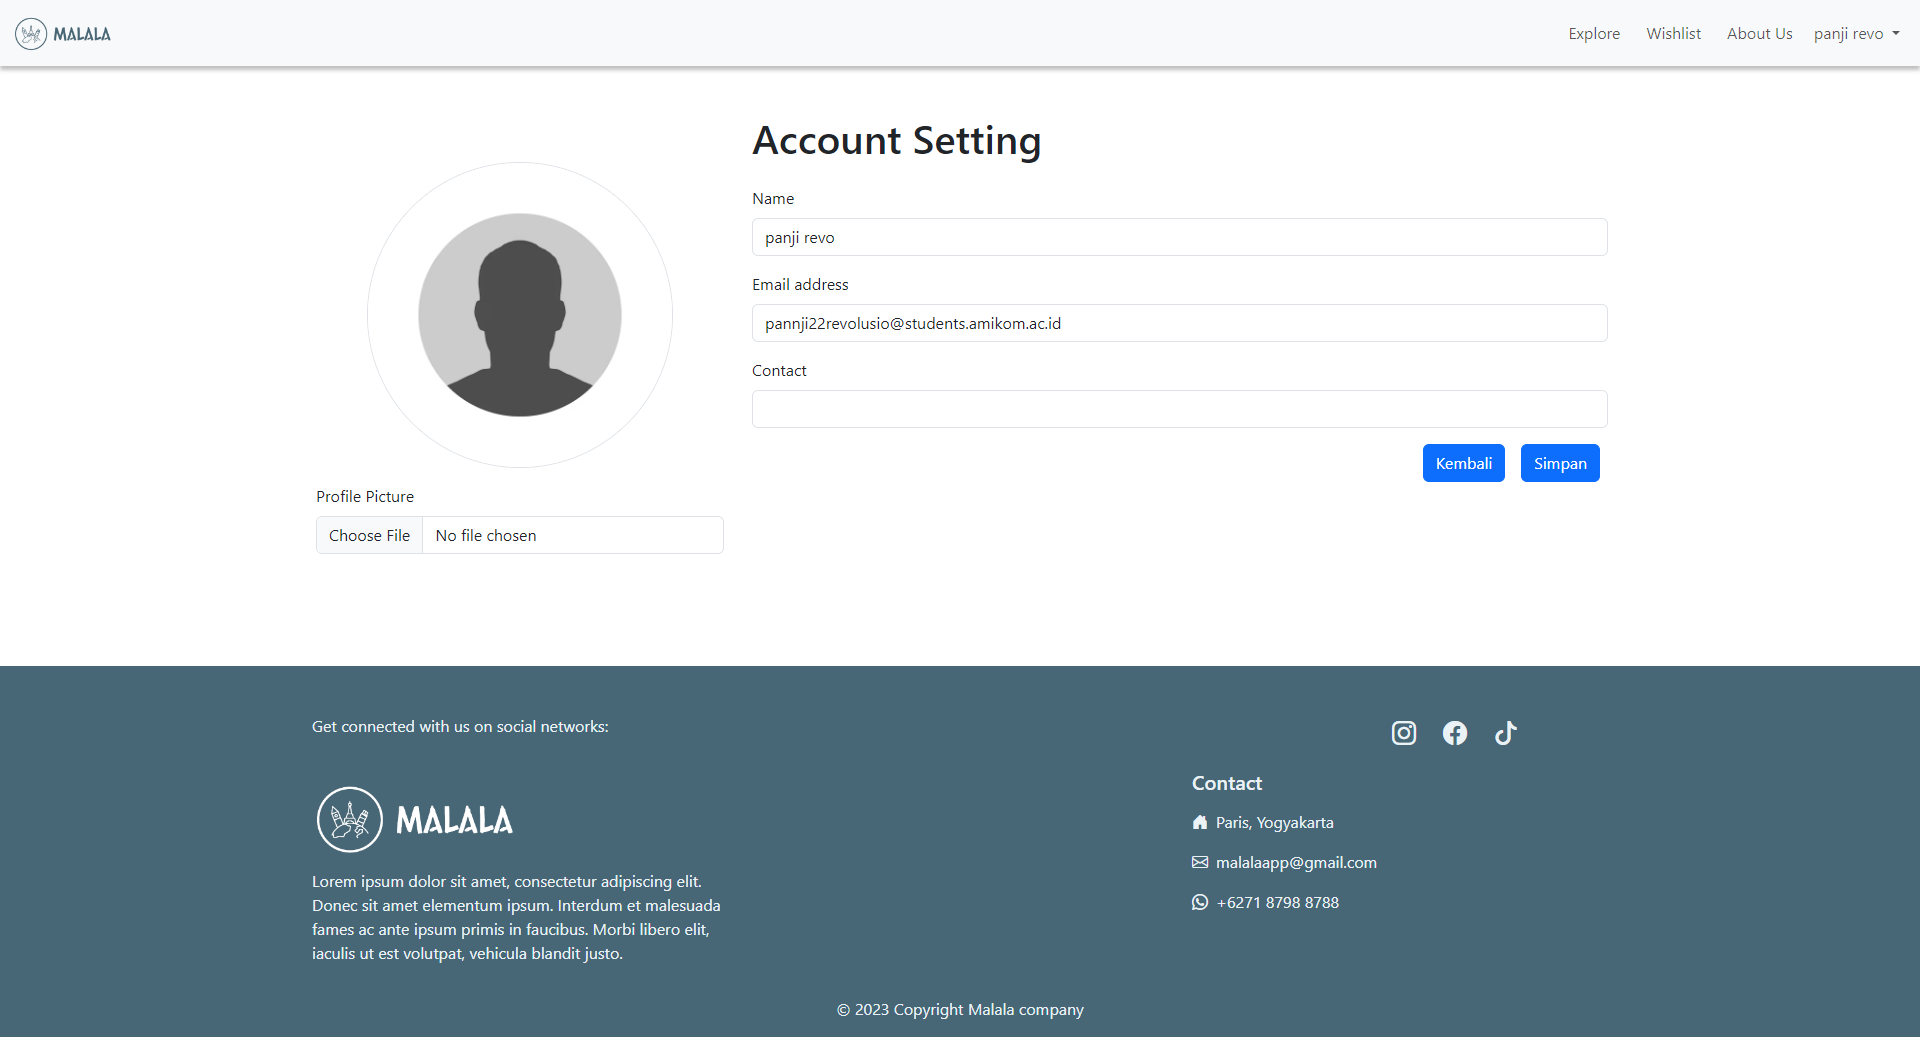 MALALA
Explore
Wishlist
About Us
panji revo
Account Setting
Name
panji revo
Email address
pannji22revolusio@students.amikom.ac.id
Contact
Kembali
Simpan
Profile Picture
Choose File
No file chosen
Get connected with us on social networks:
MALALA
Lorem ipsum dolor sit amet, consectetur adipiscing elit.
Donec sit amet elementum ipsum. Interdum et malesuada
fames ac ante ipsum primis in faucibus. Morbi libero elit,
iaculis ut est volutpat, vehicula blandit justo.
Contact
Paris, Yogyakarta
malalaapp@gmail.com
+6271 8798 8788
© 2023 Copyright Malala company